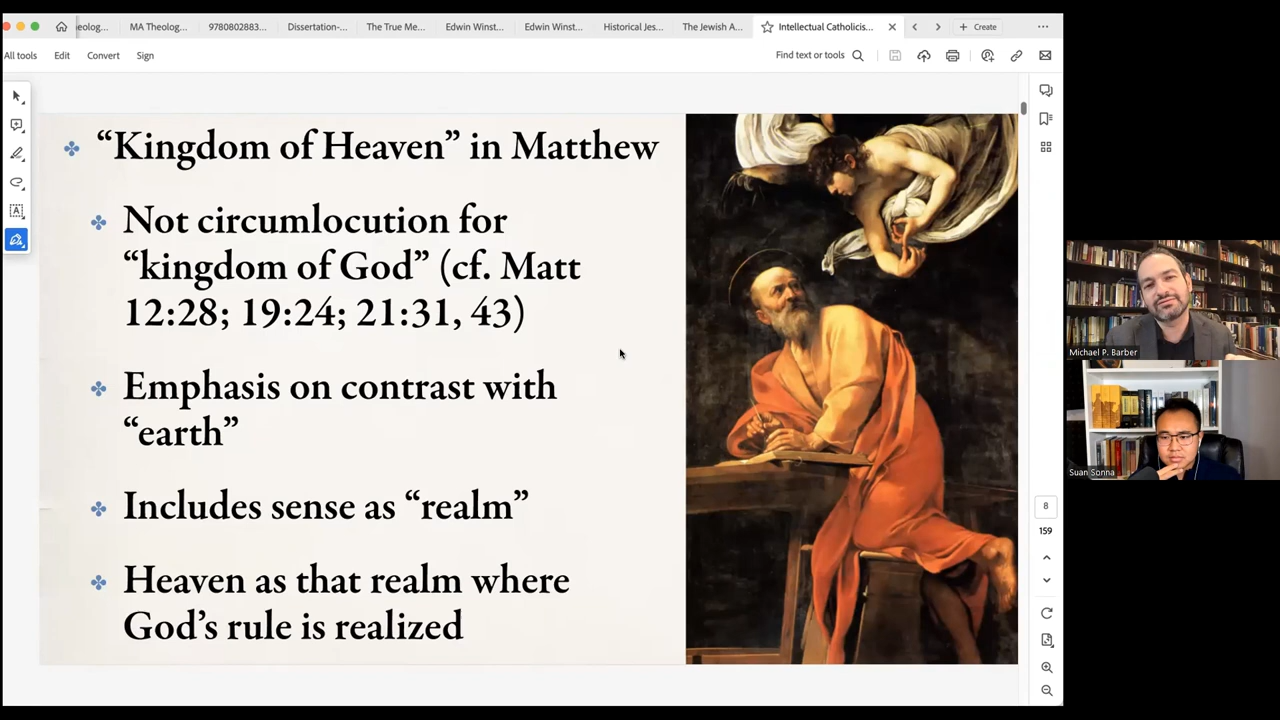 eolog...
MA Theolog...
9780802883...
Dissertation-...
The True Me...
Edwin Winst...
Edwin Winst...
Historical Jes...
The Jewish A...
Intellectual Catholicis...
Create
All tools
Edit
Convert
Sign
Find text or tools
“Kingdom of Heaven” in Matthew
Not circumlocution for
“kingdom of God” (cf. Matt
12:28; 19:24; 21:31, 43)
Emphasis on contrast with
“earth”
Includes sense as “realm”
Heaven as that realm where
God’s rule is realized
8
159
Michael P. Barber
Suan Sonna